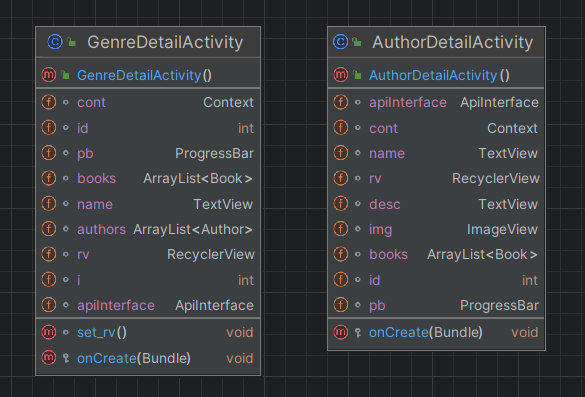 GenreDetailActivity
GenreDetailActivity()
cont Context
id int
pb ProgressBar
books ArrayList<Book>
name TextView
authors ArrayList<Author>
rv RecyclerView
i int
apiInterface ApiInterface
set_rv() void
onCreate(Bundle) void
AuthorDetailActivity
AuthorDetailActivity()
apiInterface ApiInterface
cont Context
name TextView
rv RecyclerView
desc TextView
img ImageView
books ArrayList<Book>
id int
pb ProgressBar
onCreate(Bundle) void